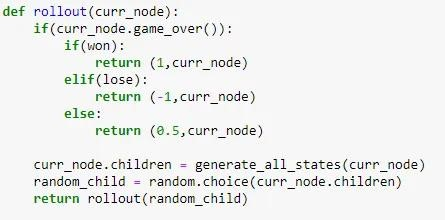 def rollout(curr_node):
    if(curr_node.game_over()):
        if(won):
            return (1,curr_node)
        elif(lose):
            return (-1,curr_node)
        else:
            return (0.5,curr_node)

    curr_node.children = generate_all_states(curr_node)
    random_child = random.choice(curr_node.children)
    return rollout(random_child)